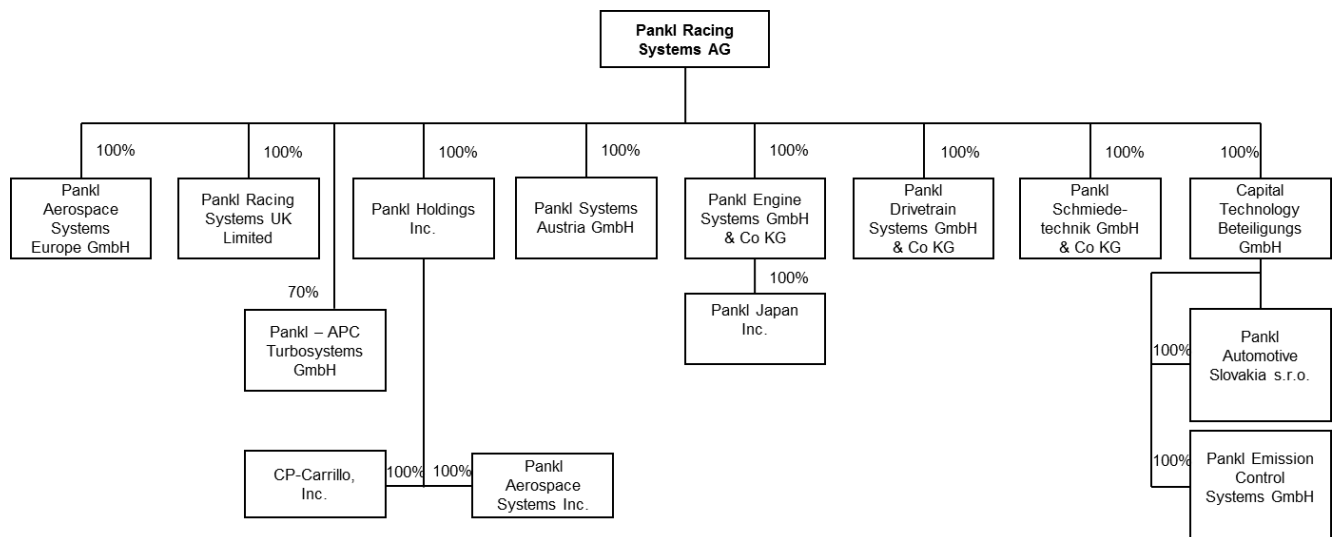 Pankl Racing
Systems AG
100%
100%
100%
100%
100%
100%
100%
100%
Pankl
Aerospace
Systems
Europe GmbH
Pankl Racing
Systems UK
Limited
Pankl Holdings
Inc.
Pankl Systems
Austria GmbH
Pankl Engine
Systems GmbH
& Co KG
Pankl
Drivetrain
Systems GmbH
& Co KG
Pankl
Schmiede-
technik GmbH
& Co KG
Capital
Technology
Beteiligungs
GmbH
70%
100%
Pankl – APC
Turbosystems
GmbH
Pankl Japan
Inc.
100%
Pankl
Automotive
Slovakia s.r.o.
CP-Carrillo,
Inc.
100%
100%
Pankl
Aerospace
Systems Inc.
100%
Pankl Emission
Control
Systems GmbH